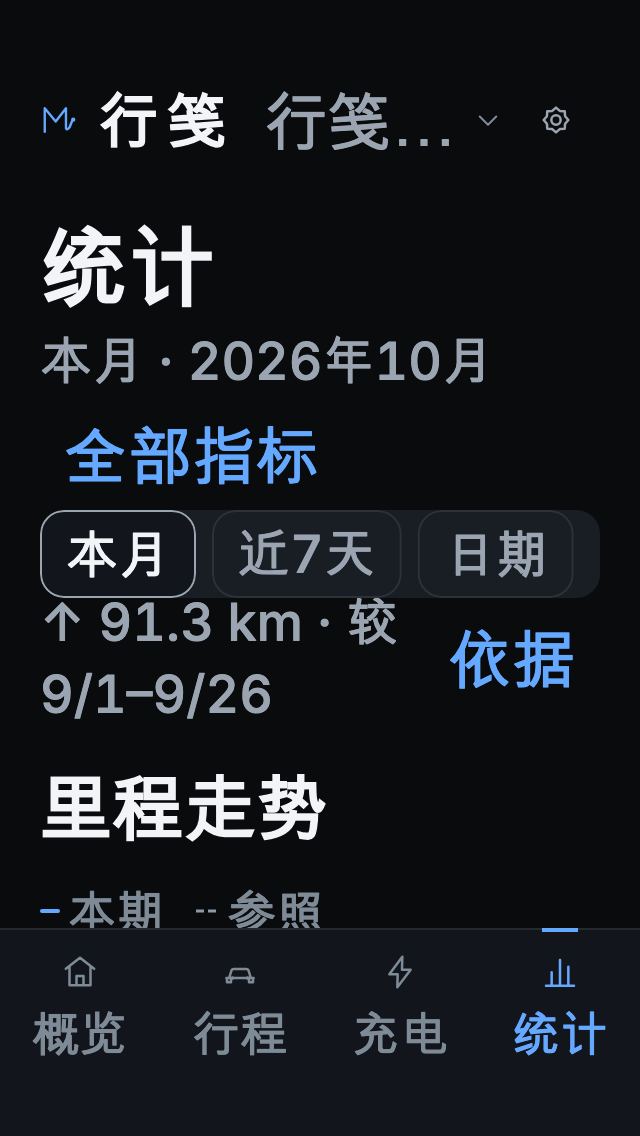 行笺 行笺...
统计
本月 · 2026年10月
全部指标
本月 近7天 日期
↑ 91.3 km · 较
9/1–9/26
依据
里程走势
本期 参照
概览 行程 充电 统计